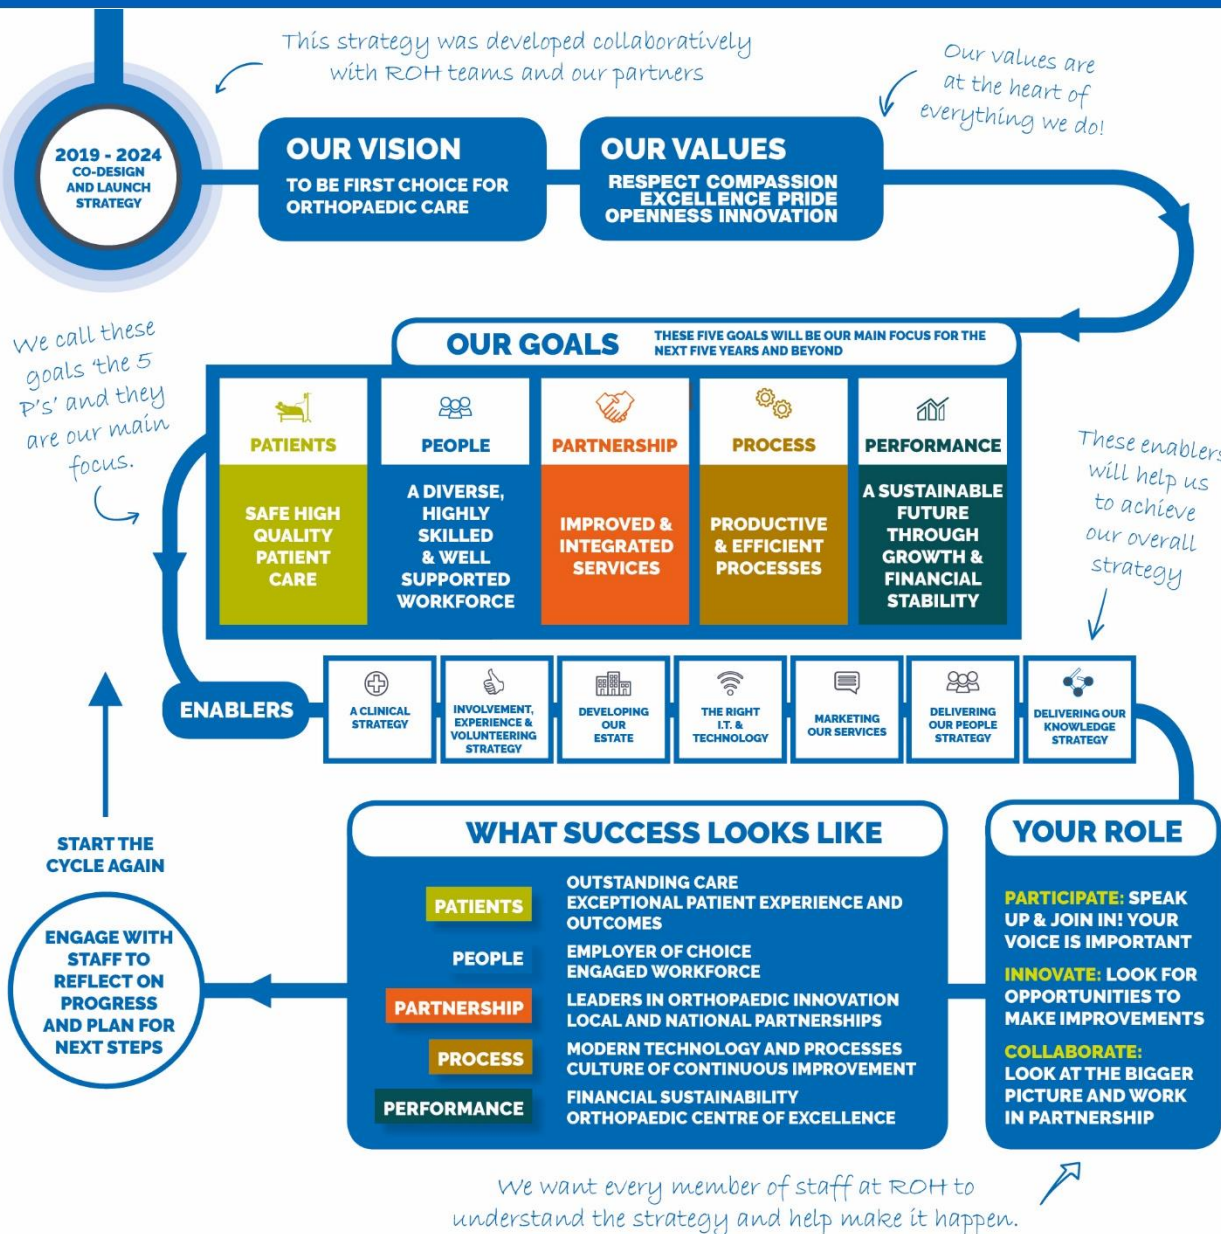 This strategy was developed collaboratively
with ROH teams and our partners
Our values are
at the heart of
everything we do!
2019 - 2024
CO-DESIGN
AND LAUNCH
STRATEGY
OUR VISION
TO BE FIRST CHOICE FOR
ORTHOPAEDIC CARE
OUR VALUES
RESPECT COMPASSION
EXCELLENCE PRIDE
OPENNESS INNOVATION
We call these
goals 'the 5
P's' and they
are our main
focus.
OUR GOALS
THESE FIVE GOALS WILL BE OUR MAIN FOCUS FOR THE
NEXT FIVE YEARS AND BEYOND
PATIENTS
SAFE HIGH
QUALITY
PATIENT
CARE
PEOPLE
A DIVERSE,
HIGHLY
SKILLED
& WELL
SUPPORTED
WORKFORCE
PARTNERSHIP
IMPROVED &
INTEGRATED
SERVICES
PROCESS
PRODUCTIVE
& EFFICIENT
PROCESSES
PERFORMANCE
A SUSTAINABLE
FUTURE
THROUGH
GROWTH &
FINANCIAL
STABILITY
These enablers
will help us
to achieve
our overall
strategy
ENABLERS
A CLINICAL
STRATEGY
INVOLVEMENT,
EXPERIENCE &
VOLUNTEERING
STRATEGY
DEVELOPING
OUR
ESTATE
THE RIGHT
I.T. &
TECHNOLOGY
MARKETING
OUR SERVICES
DELIVERING
OUR PEOPLE
STRATEGY
DELIVERING OUR
KNOWLEDGE
STRATEGY
YOUR ROLE
PARTICIPATE: SPEAK
UP & JOIN IN! YOUR
VOICE IS IMPORTANT
INNOVATE: LOOK FOR
OPPORTUNITIES TO
MAKE IMPROVEMENTS
COLLABORATE:
LOOK AT THE BIGGER
PICTURE AND WORK
IN PARTNERSHIP
WHAT SUCCESS LOOKS LIKE
PATIENTS
OUTSTANDING CARE
EXCEPTIONAL PATIENT EXPERIENCE AND
OUTCOMES
PEOPLE
EMPLOYER OF CHOICE
ENGAGED WORKFORCE
PARTNERSHIP
LEADERS IN ORTHOPAEDIC INNOVATION
LOCAL AND NATIONAL PARTNERSHIPS
PROCESS
MODERN TECHNOLOGY AND PROCESSES
CULTURE OF CONTINUOUS IMPROVEMENT
PERFORMANCE
FINANCIAL SUSTAINABILITY
ORTHOPAEDIC CENTRE OF EXCELLENCE
START THE
CYCLE AGAIN
ENGAGE WITH
STAFF TO
REFLECT ON
PROGRESS
AND PLAN FOR
NEXT STEPS
We want every member of staff at ROH to
understand the strategy and help make it happen.